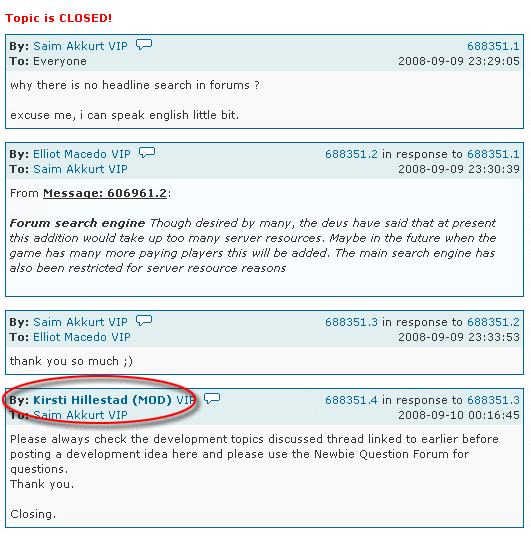 Topic is CLOSED!
By: Saim Akkurt VIP 688351.1
To: Everyone 2008-09-09 23:29:05
why there is no headline search in forums ?
excuse me, i can speak english little bit.
By: Elliot Macedo VIP 688351.2 in response to 688351.1
To: Saim Akkurt VIP 2008-09-09 23:30:39
From Message: 606961.2:
Forum search engine Though desired by many, the devs have said that at present
this addition would take up too many server resources. Maybe in the future when the
game has many more paying players this will be added. The main search engine has
also been restricted for server resource reasons
By: Saim Akkurt VIP 688351.3 in response to 688351.2
To: Elliot Macedo VIP 2008-09-09 23:33:53
thank you so much ;)
By: Kirsti Hillestad (MOD) VIP 688351.4 in response to 688351.3
To: Saim Akkurt VIP 2008-09-10 00:16:45
Please always check the development topics discussed thread linked to earlier before
posting a development idea here and please use the Newbie Question Forum for
questions.
Thank you.
Closing.